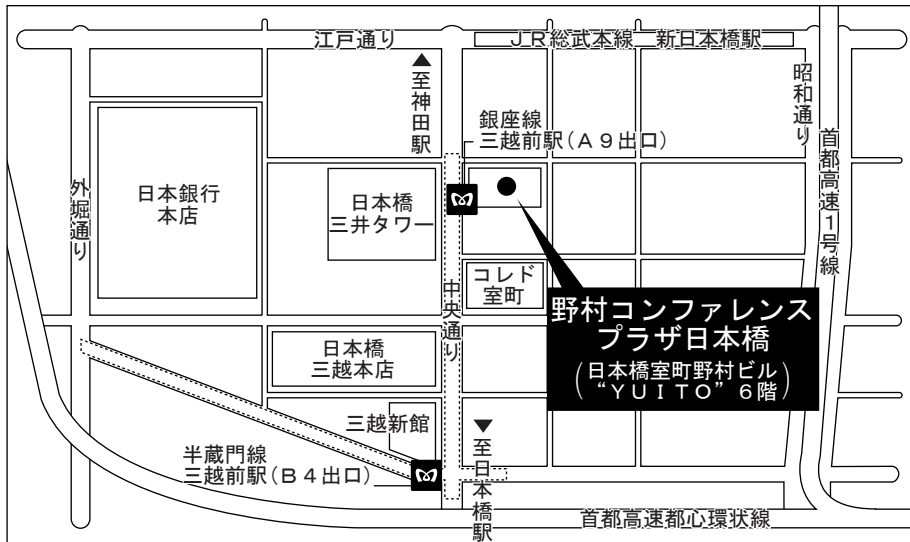 江戸通り
JR総武本線 新日本橋駅
▲至神田駅
昭和通り
首都高速1号線
銀座線
三越前駅(A9出口)
外堀通り
日本銀行
本店
日本橋
三井タワー
コレド
室町
中央通り
野村コンファレンス
プラザ日本橋
(日本橋室町野村ビル
“YUITO”6階)
日本橋
三越本店
三越新館
▼至日本橋駅
半蔵門線
三越前駅(B4出口)
首都高速都心環状線